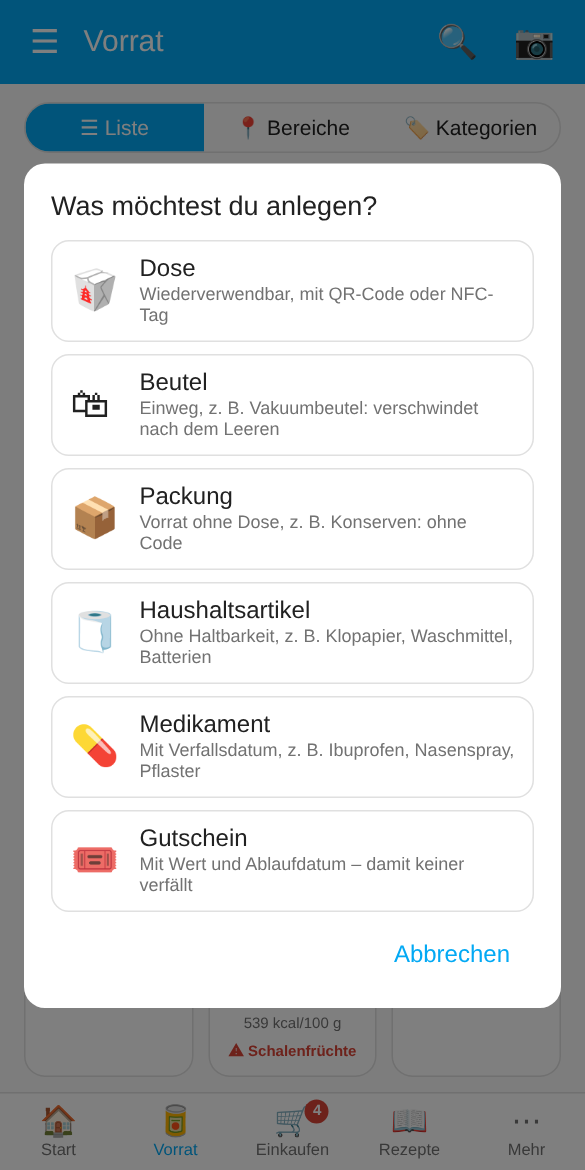 Vorrat
Liste
Bereiche
Kategorien
Was möchtest du anlegen?
Dose
Wiederverwendbar, mit QR-Code oder NFC-
Tag
Beutel
Einweg, z. B. Vakuumbeutel: verschwindet
nach dem Leeren
Packung
Vorrat ohne Dose, z. B. Konserven: ohne
Code
Haushaltsartikel
Ohne Haltbarkeit, z. B. Klopapier, Waschmittel,
Batterien
Medikament
Mit Verfallsdatum, z. B. Ibuprofen, Nasenspray,
Pflaster
Gutschein
Mit Wert und Ablaufdatum – damit keiner
verfällt
Abbrechen
539 kcal/100 g
Schalenfrüchte
4
Start
Vorrat
Einkaufen
Rezepte
Mehr